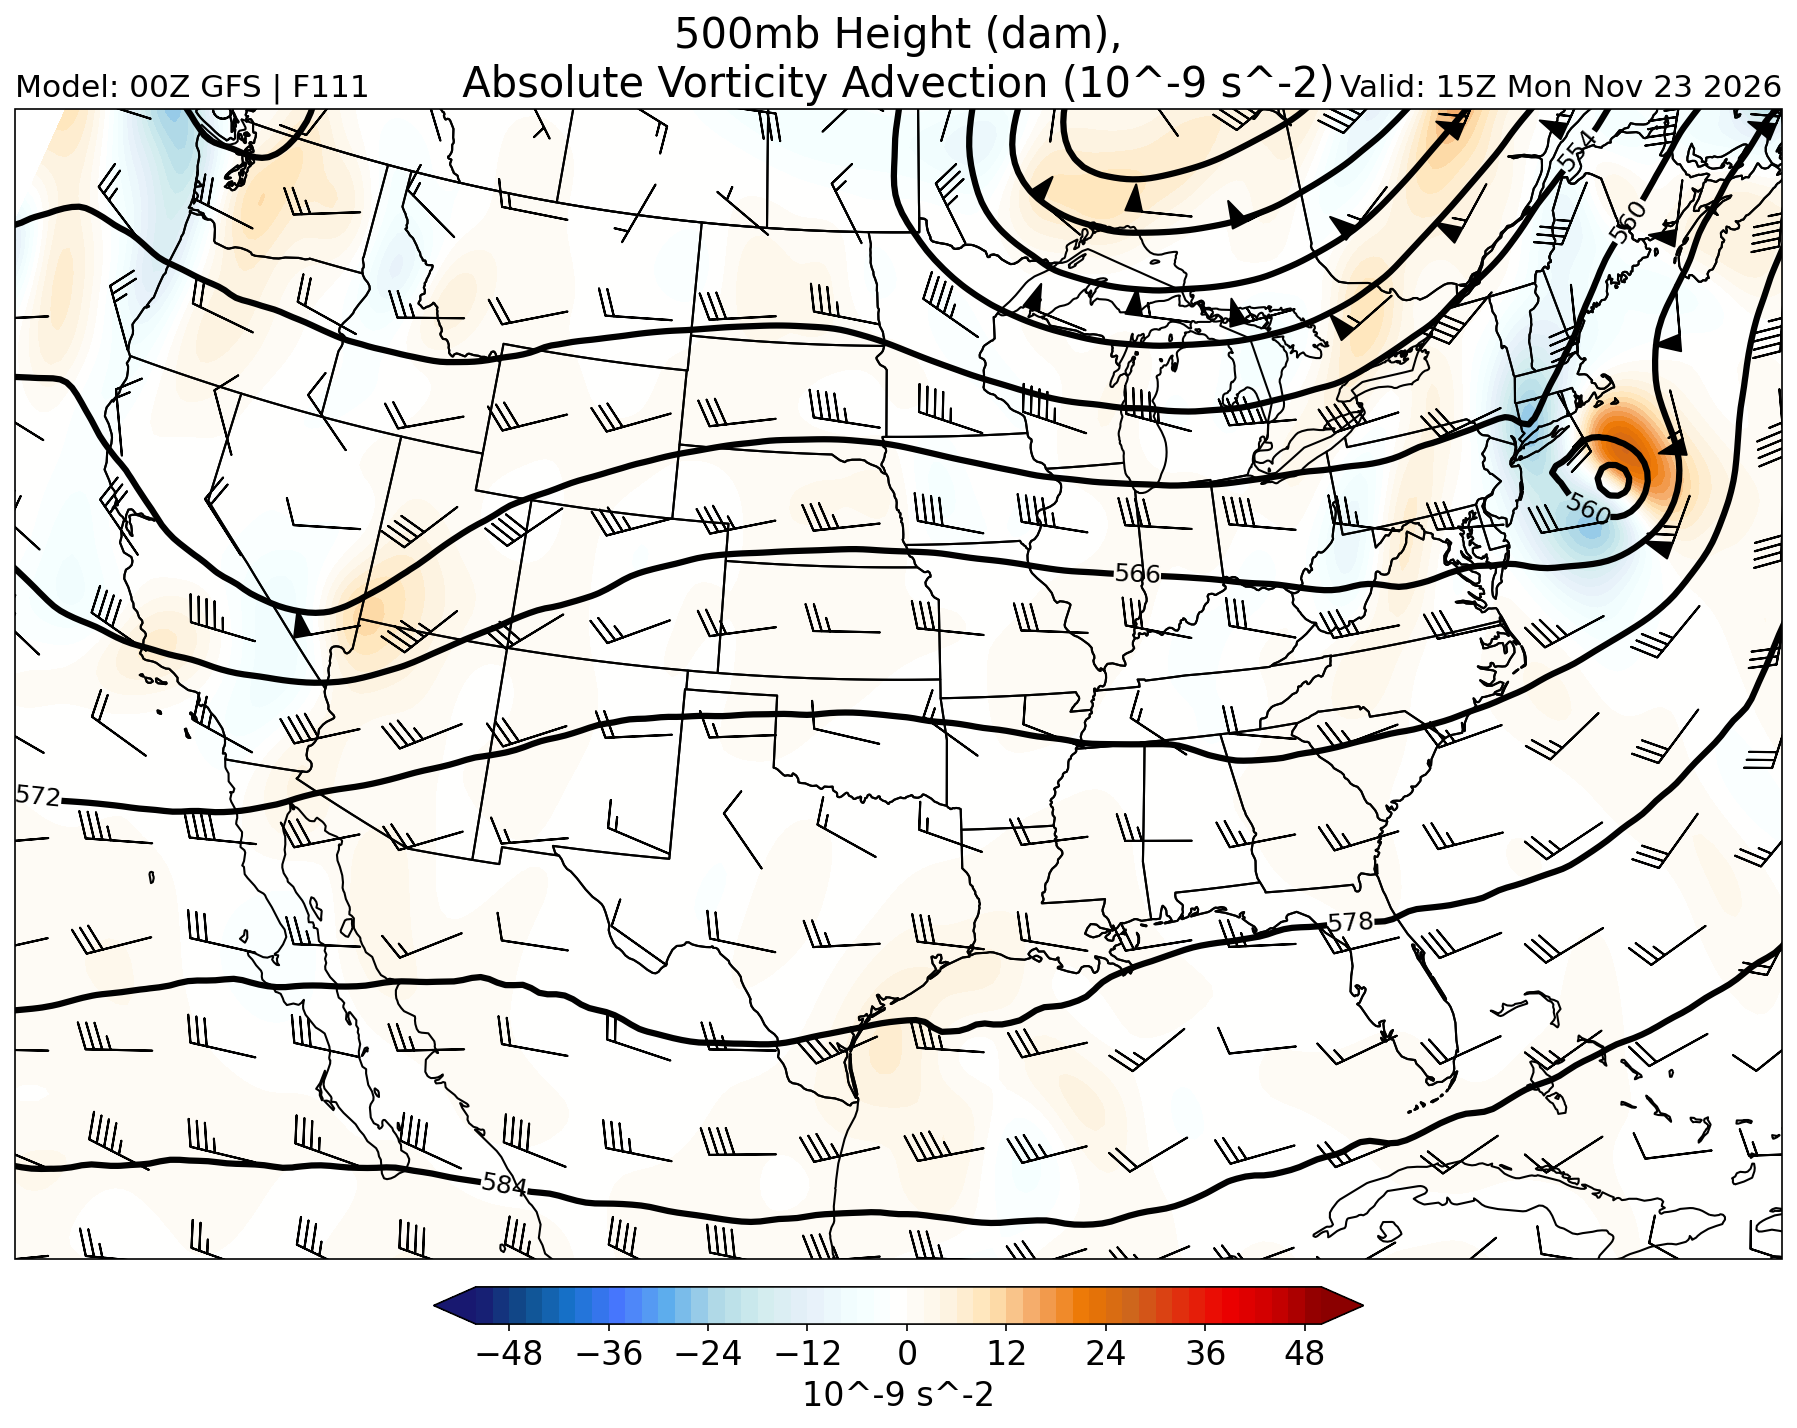 500mb Height (dam),
Absolute Vorticity Advection (10^-9 s^-2)
Model: 00Z GFS | F111
Valid: 15Z Mon Nov 23 2026
554
560
560
566
572
578
584
−48 −36 −24 −12 0 12 24 36 48
10^-9 s^-2